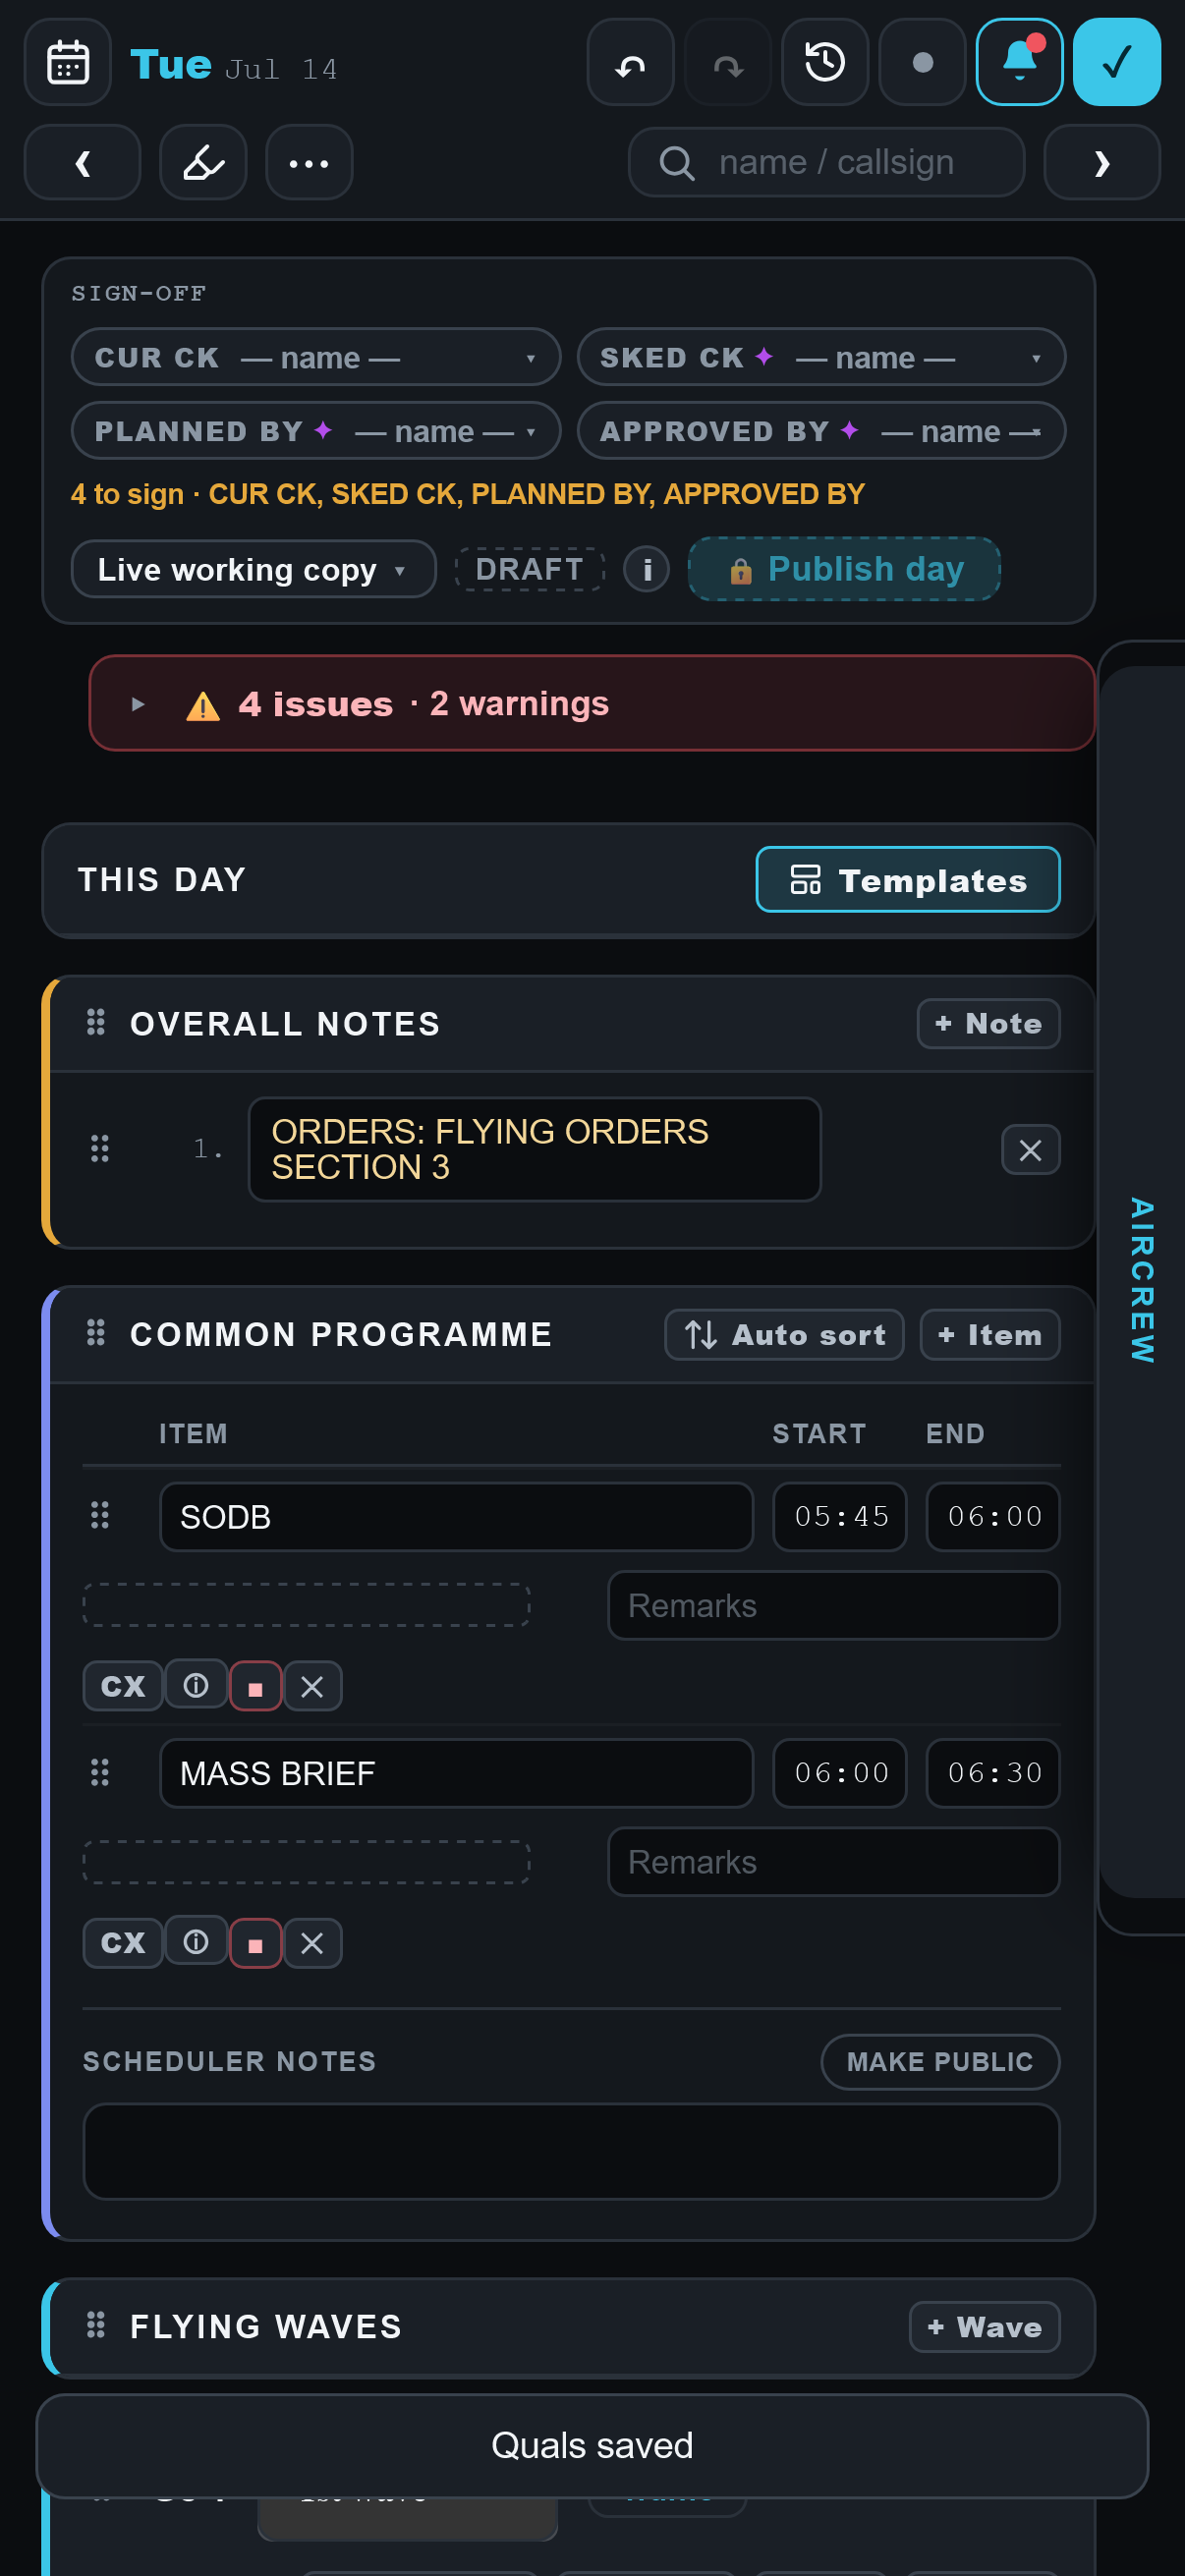 Tue Jul 14
name / callsign
SIGN-OFF
CUR CK — name —
SKED CK — name —
PLANNED BY — name —
APPROVED BY — name —
4 to sign · CUR CK, SKED CK, PLANNED BY, APPROVED BY
Live working copy
DRAFT
i
Publish day
4 issues · 2 warnings
THIS DAY
Templates
OVERALL NOTES
+ Note
1.
ORDERS: FLYING ORDERS
SECTION 3
AIRCREW
COMMON PROGRAMME
Auto sort
+ Item
ITEM START END
SODB 05:45 06:00
Remarks
CX
MASS BRIEF 06:00 06:30
Remarks
CX
SCHEDULER NOTES
MAKE PUBLIC
FLYING WAVES
+ Wave
Quals saved